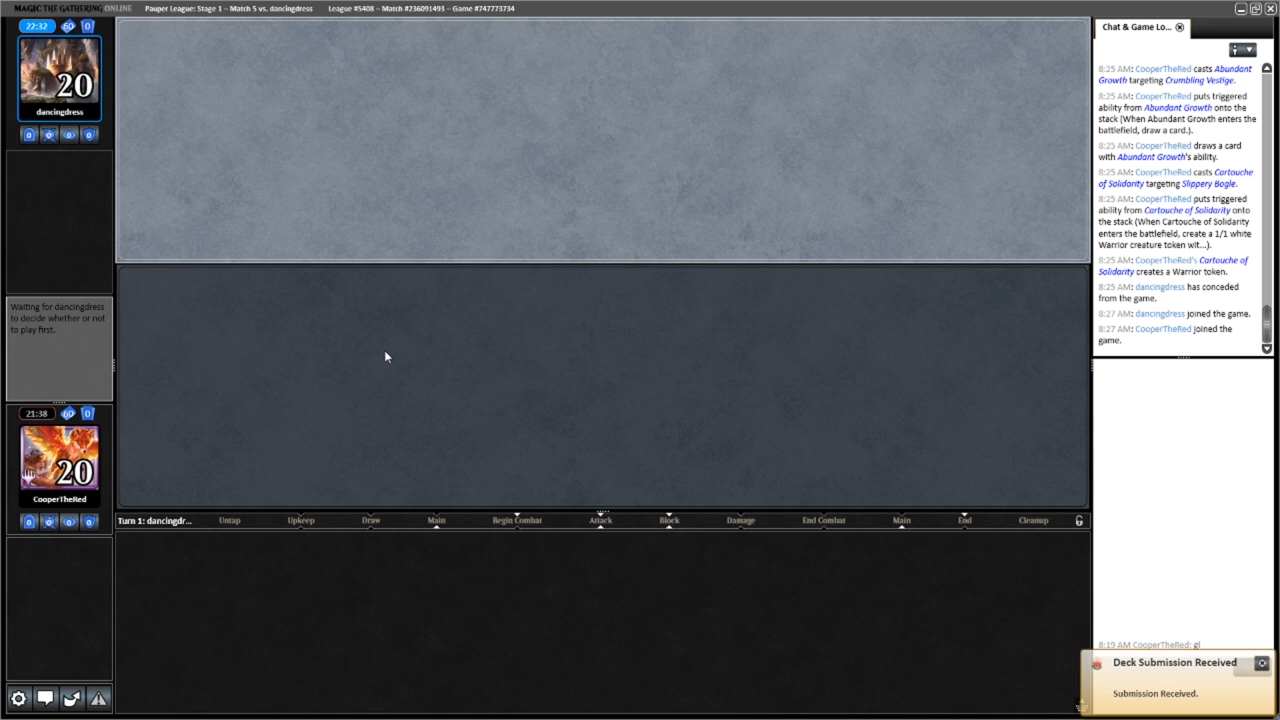 MAGIC THE GATHERING ONLINE
Pauper League: Stage 1 – Match 5 vs. dancingdress
League #5408 – Match #236091493 – Game #747773734
22:32
60
0
20
dancingdress
0
0
0
0
Waiting for dancingdress
to decide whether or not
to play first.
21:38
60
0
20
CooperTheRed
0
0
0
0
Turn 1: dancingdr...
Untap
Upkeep
Draw
Main
Begin Combat
Attack
Block
Damage
End Combat
Main
End
Cleanup
Chat & Game Lo...
8:25 AM: CooperTheRed casts Abundant
Growth targeting Crumbling Vestige.
8:25 AM: CooperTheRed puts triggered
ability from Abundant Growth onto the
stack (When Abundant Growth enters the
battlefield, draw a card.).
8:25 AM: CooperTheRed draws a card
with Abundant Growth's ability.
8:25 AM: CooperTheRed casts Cartouche
of Solidarity targeting Slippery Bogle.
8:25 AM: CooperTheRed puts triggered
ability from Cartouche of Solidarity onto
the stack (When Cartouche of Solidarity
enters the battlefield, create a 1/1 white
Warrior creature token wit...).
8:25 AM: CooperTheRed's Cartouche of
Solidarity creates a Warrior token.
8:25 AM: dancingdress has conceded
from the game.
8:27 AM: dancingdress joined the game.
8:27 AM: CooperTheRed joined the
game.
8:19 AM CooperTheRed: gl
Deck Submission Received
Submission Received.